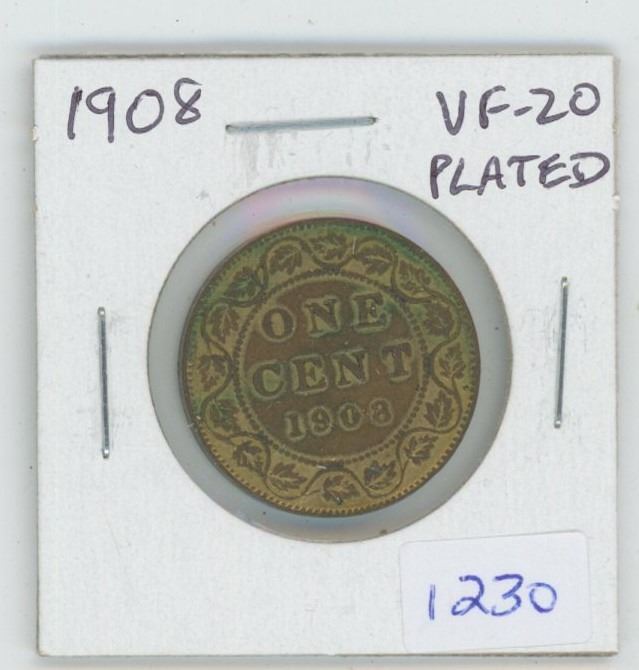 1908
VF-20
PLATED
ONE
CENT
1908
1230